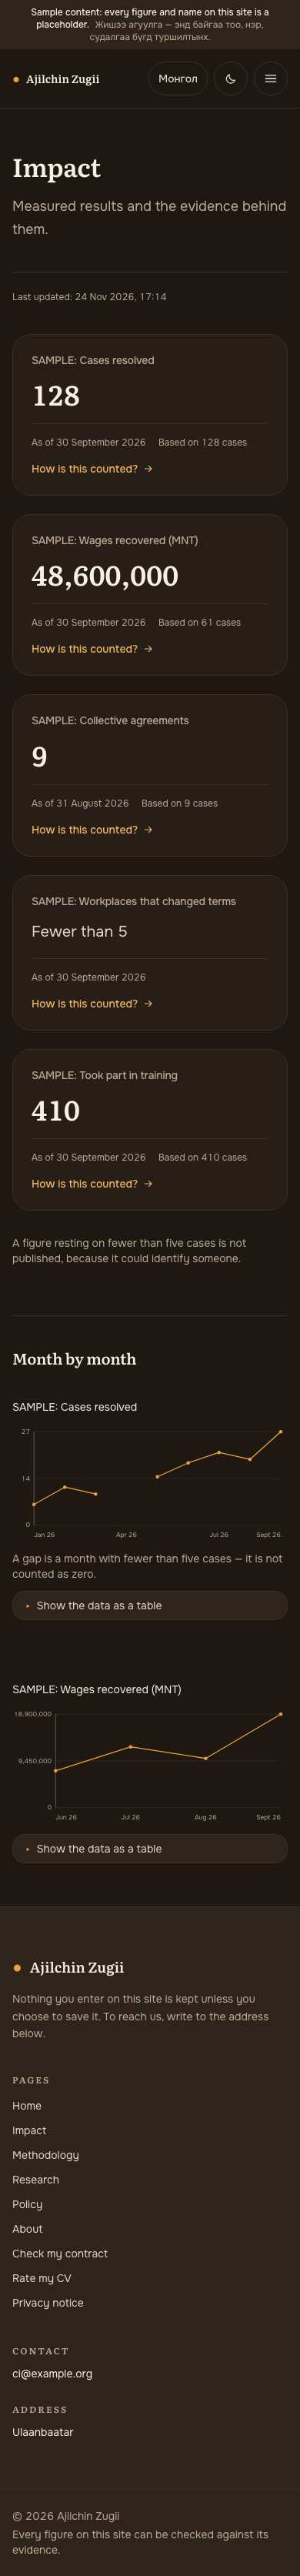 Sample content: every figure and name on this site is a
placeholder. Жишээ агуулга — энд байгаа тоо, нэр,
судалгаа бүгд туршилтынх.
Ajilchin Zugii
Монгол
Impact
Measured results and the evidence behind
them.
Last updated: 24 Nov 2026, 17:14
SAMPLE: Cases resolved
128
As of 30 September 2026 Based on 128 cases
How is this counted? →
SAMPLE: Wages recovered (MNT)
48,600,000
As of 30 September 2026 Based on 61 cases
How is this counted? →
SAMPLE: Collective agreements
9
As of 31 August 2026 Based on 9 cases
How is this counted? →
SAMPLE: Workplaces that changed terms
Fewer than 5
As of 30 September 2026
How is this counted? →
SAMPLE: Took part in training
410
As of 30 September 2026 Based on 410 cases
How is this counted? →
A figure resting on fewer than five cases is not
published, because it could identify someone.
Month by month
SAMPLE: Cases resolved
27
14
0
Jan 26 Apr 26 Jul 26 Sept 26
A gap is a month with fewer than five cases — it is not
counted as zero.
Show the data as a table
SAMPLE: Wages recovered (MNT)
18,900,000
9,450,000
0
Jun 26 Jul 26 Aug 26 Sept 26
Show the data as a table
Ajilchin Zugii
Nothing you enter on this site is kept unless you
choose to save it. To reach us, write to the address
below.
PAGES
Home
Impact
Methodology
Research
Policy
About
Check my contract
Rate my CV
Privacy notice
CONTACT
ci@example.org
ADDRESS
Ulaanbaatar
© 2026 Ajilchin Zugii
Every figure on this site can be checked against its
evidence.